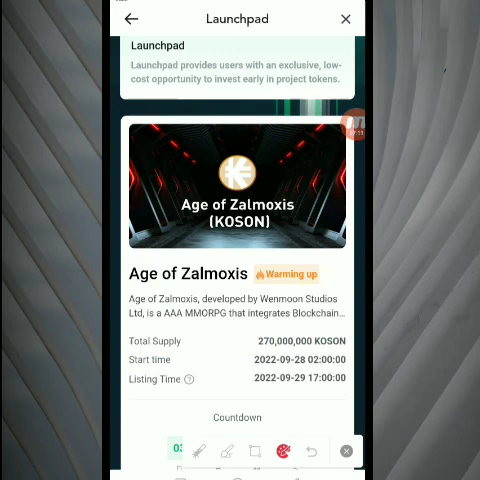 Launchpad
Launchpad
Launchpad provides users with an exclusive, low-
cost opportunity to invest early in project tokens.
Age of Zalmoxis
(KOSON)
Age of Zalmoxis
Warming up
Age of Zalmoxis, developed by Wenmoon Studios
Ltd, is a AAA MMORPG that integrates Blockchain...
Total Supply 270,000,000 KOSON
Start time 2022-09-28 02:00:00
Listing Time 2022-09-29 17:00:00
Countdown
03